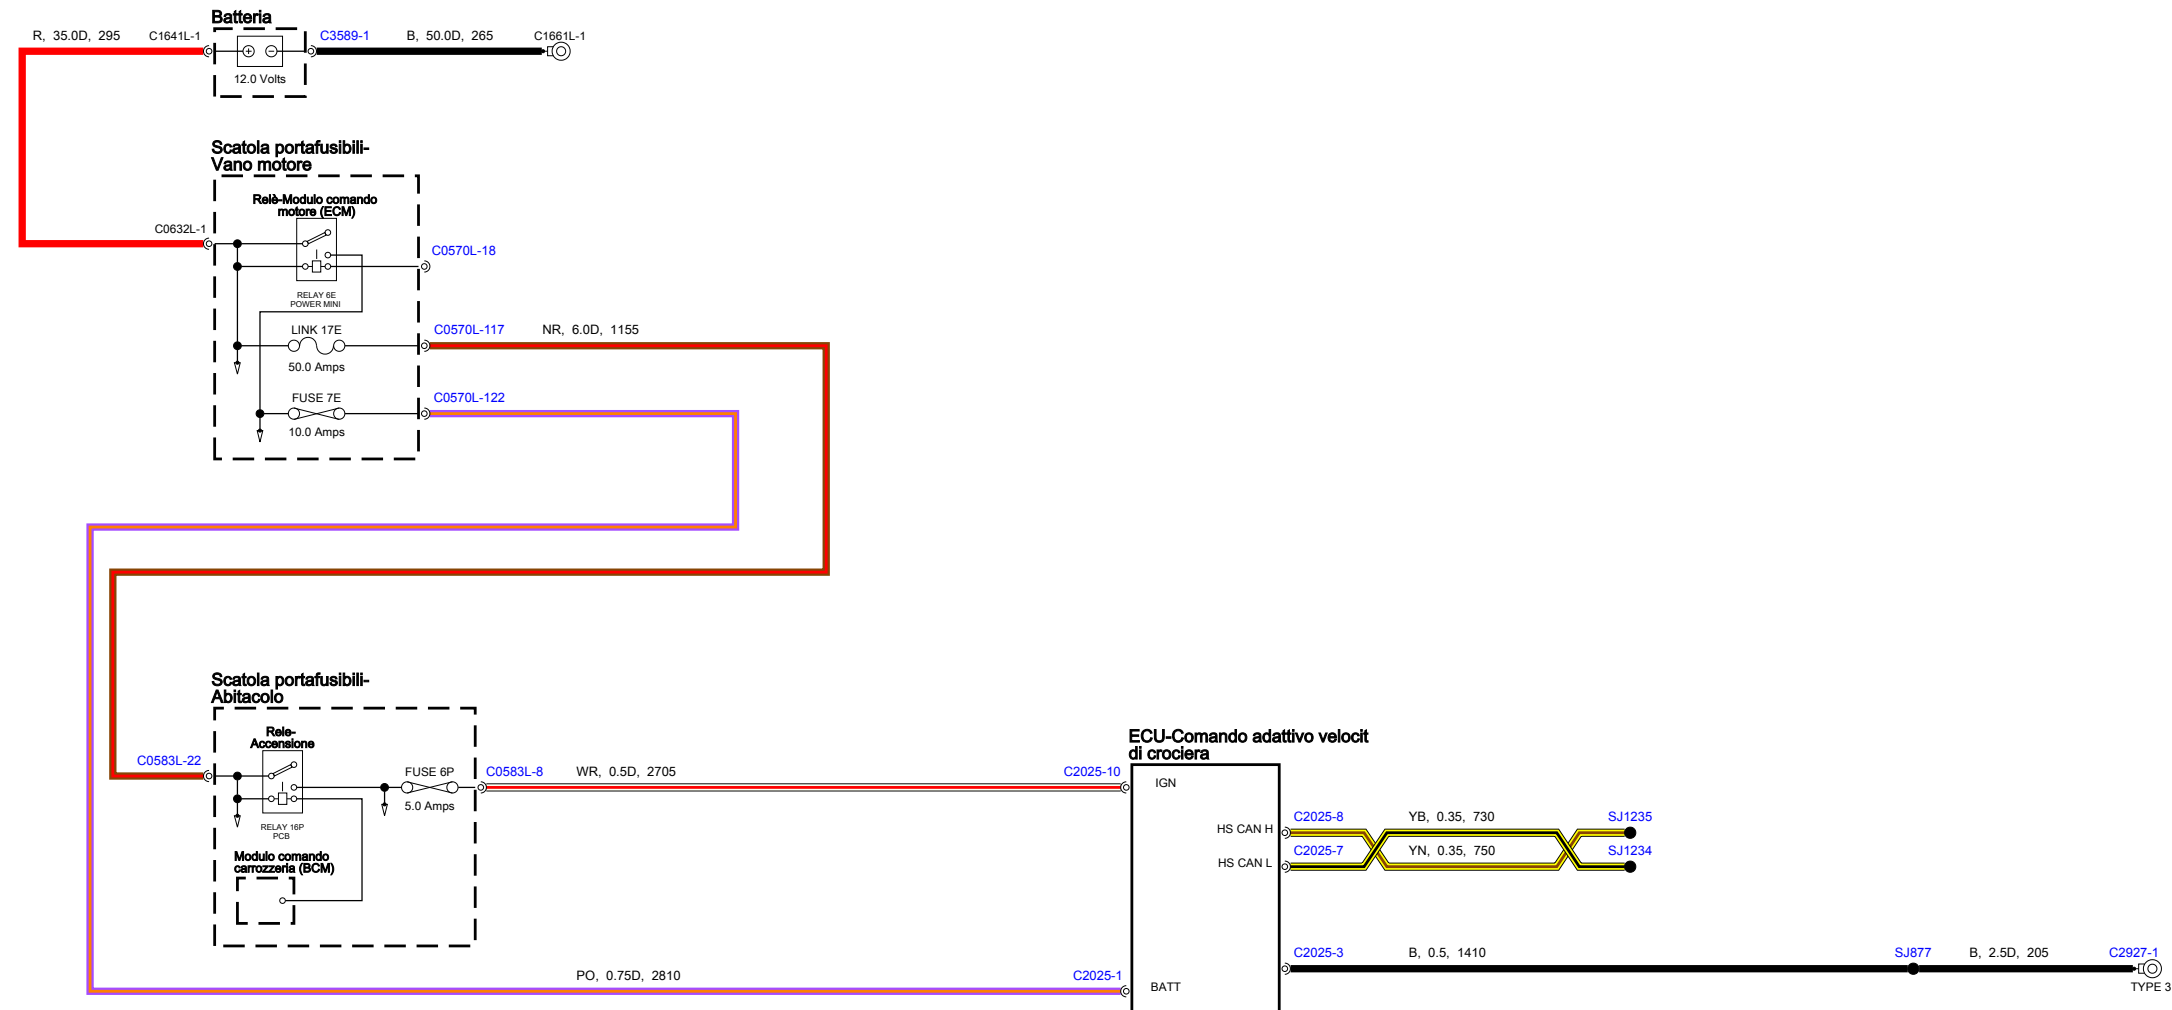 Batteria
R, 35.0D, 295
C1641L-1
C3589-1
B, 50.0D, 265
C1661L-1
12.0 Volts
Scatola portafusibili-
Vano motore
Relè-Modulo comando
motore (ECM)
C0632L-1
C0570L-18
RELAY 6E
POWER MINI
LINK 17E
C0570L-117
NR, 6.0D, 1155
50.0 Amps
FUSE 7E
C0570L-122
10.0 Amps
Scatola portafusibili-
Abitacolo
Rele-
Accensione
C0583L-22
FUSE 6P
C0583L-8
WR, 0.5D, 2705
C2025-10
5.0 Amps
RELAY 16P
PCB
Modulo comando
carrozzeria (BCM)
ECU-Comando adattivo velocit
di crociera
IGN
HS CAN H
C2025-8
YB, 0.35, 730
SJ1235
HS CAN L
C2025-7
YN, 0.35, 750
SJ1234
C2025-3
B, 0.5, 1410
SJ877
B, 2.5D, 205
C2927-1
TYPE 3
PO, 0.75D, 2810
C2025-1
BATT